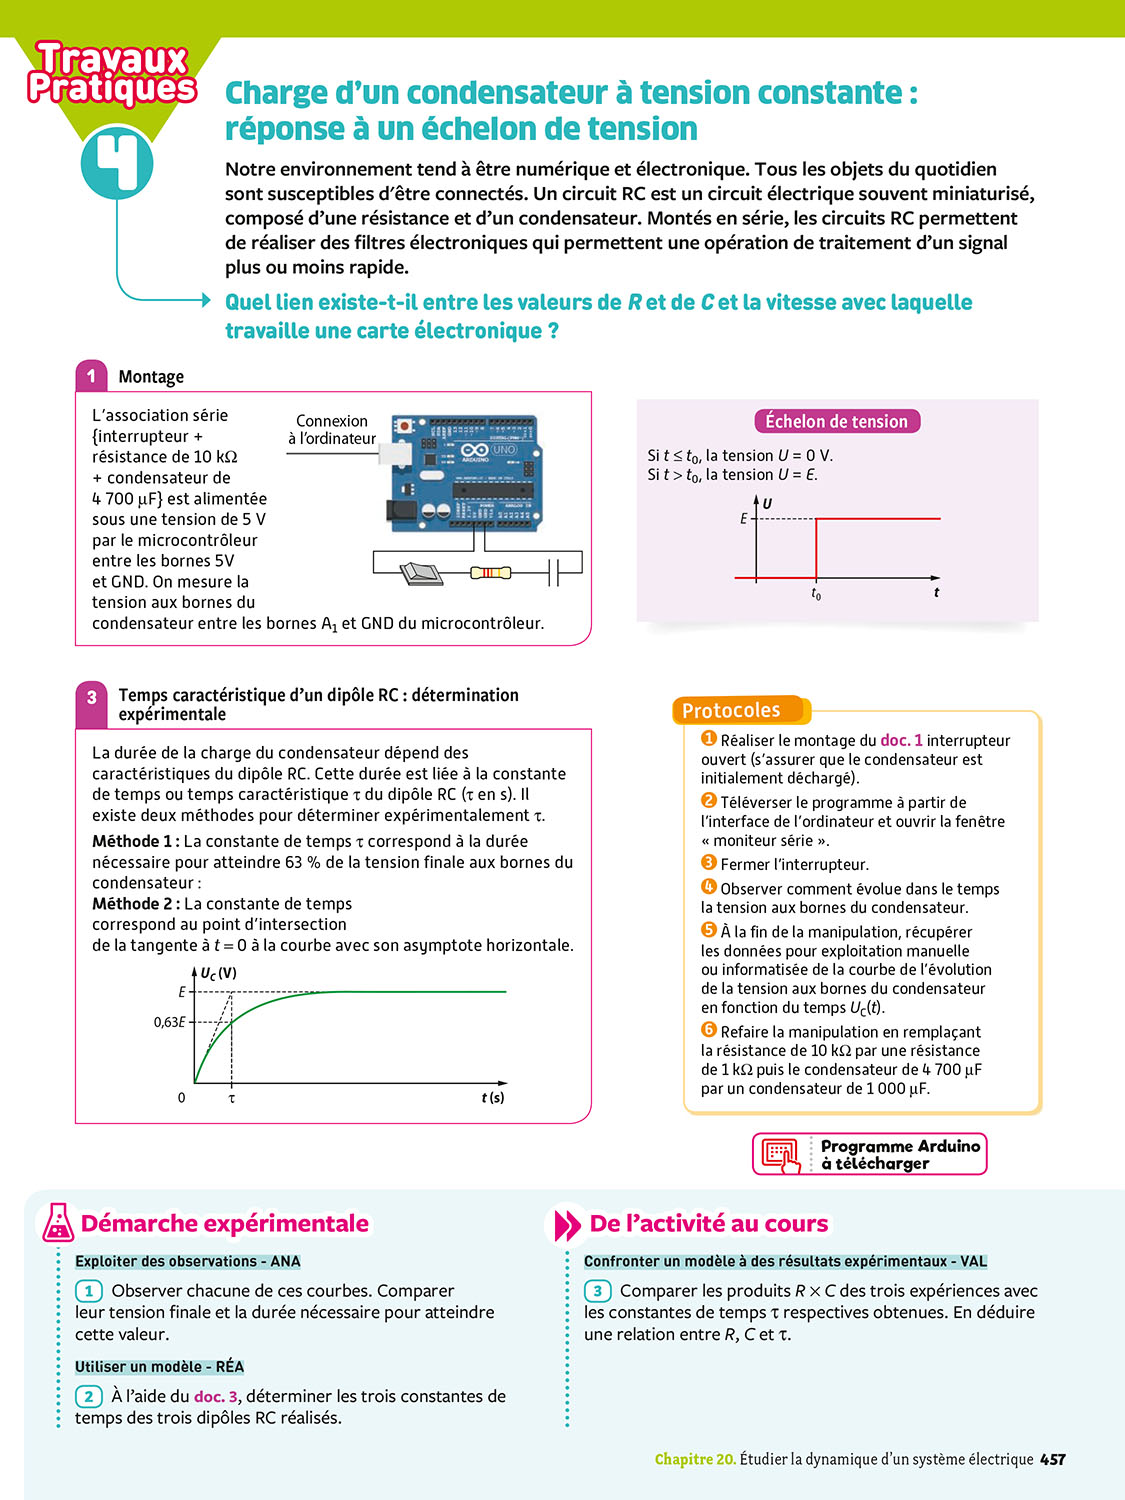 Travaux
Pratiques
4
Charge d'un condensateur à tension constante :
réponse à un échelon de tension
Notre environnement tend à être numérique et électronique. Tous les objets du quotidien
sont susceptibles d'être connectés. Un circuit RC est un circuit électrique souvent miniaturisé,
composé d'une résistance et d'un condensateur. Montés en série, les circuits RC permettent
de réaliser des filtres électroniques qui permettent une opération de traitement d'un signal
plus ou moins rapide.
Quel lien existe-t-il entre les valeurs de R et de C et la vitesse avec laquelle
travaille une carte électronique ?
1 Montage
L'association série
{interrupteur +
résistance de 10 kΩ
+ condensateur de
4 700 µF} est alimentée
sous une tension de 5 V
par le microcontrôleur
entre les bornes 5V
et GND. On mesure la
tension aux bornes du
condensateur entre les bornes A1 et GND du microcontrôleur.
Connexion
à l'ordinateur
UNO
ARDUINO
Échelon de tension
Si t ≤ t0, la tension U = 0 V.
Si t > t0, la tension U = E.
U
E
t0
t
3 Temps caractéristique d'un dipôle RC : détermination
expérimentale
La durée de la charge du condensateur dépend des
caractéristiques du dipôle RC. Cette durée est liée à la constante
de temps ou temps caractéristique τ du dipôle RC (τ en s). Il
existe deux méthodes pour déterminer expérimentalement τ.
Méthode 1 : La constante de temps τ correspond à la durée
nécessaire pour atteindre 63 % de la tension finale aux bornes du
condensateur :
Méthode 2 : La constante de temps
correspond au point d'intersection
de la tangente à t = 0 à la courbe avec son asymptote horizontale.
UC (V)
E
0,63E
0
τ
t (s)
Protocoles
1 Réaliser le montage du doc. 1 interrupteur
ouvert (s'assurer que le condensateur est
initialement déchargé).
2 Téléverser le programme à partir de
l'interface de l'ordinateur et ouvrir la fenêtre
« moniteur série ».
3 Fermer l'interrupteur.
4 Observer comment évolue dans le temps
la tension aux bornes du condensateur.
5 À la fin de la manipulation, récupérer
les données pour exploitation manuelle
ou informatisée de la courbe de l'évolution
de la tension aux bornes du condensateur
en fonction du temps UC(t).
6 Refaire la manipulation en remplaçant
la résistance de 10 kΩ par une résistance
de 1 kΩ puis le condensateur de 4 700 µF
par un condensateur de 1 000 µF.
Programme Arduino
à télécharger
Démarche expérimentale
Exploiter des observations - ANA
1 Observer chacune de ces courbes. Comparer
leur tension finale et la durée nécessaire pour atteindre
cette valeur.
Utiliser un modèle - RÉA
2 À l'aide du doc. 3, déterminer les trois constantes de
temps des trois dipôles RC réalisés.
De l'activité au cours
Confronter un modèle à des résultats expérimentaux - VAL
3 Comparer les produits R × C des trois expériences avec
les constantes de temps τ respectives obtenues. En déduire
une relation entre R, C et τ.
Chapitre 20. Étudier la dynamique d'un système électrique 457